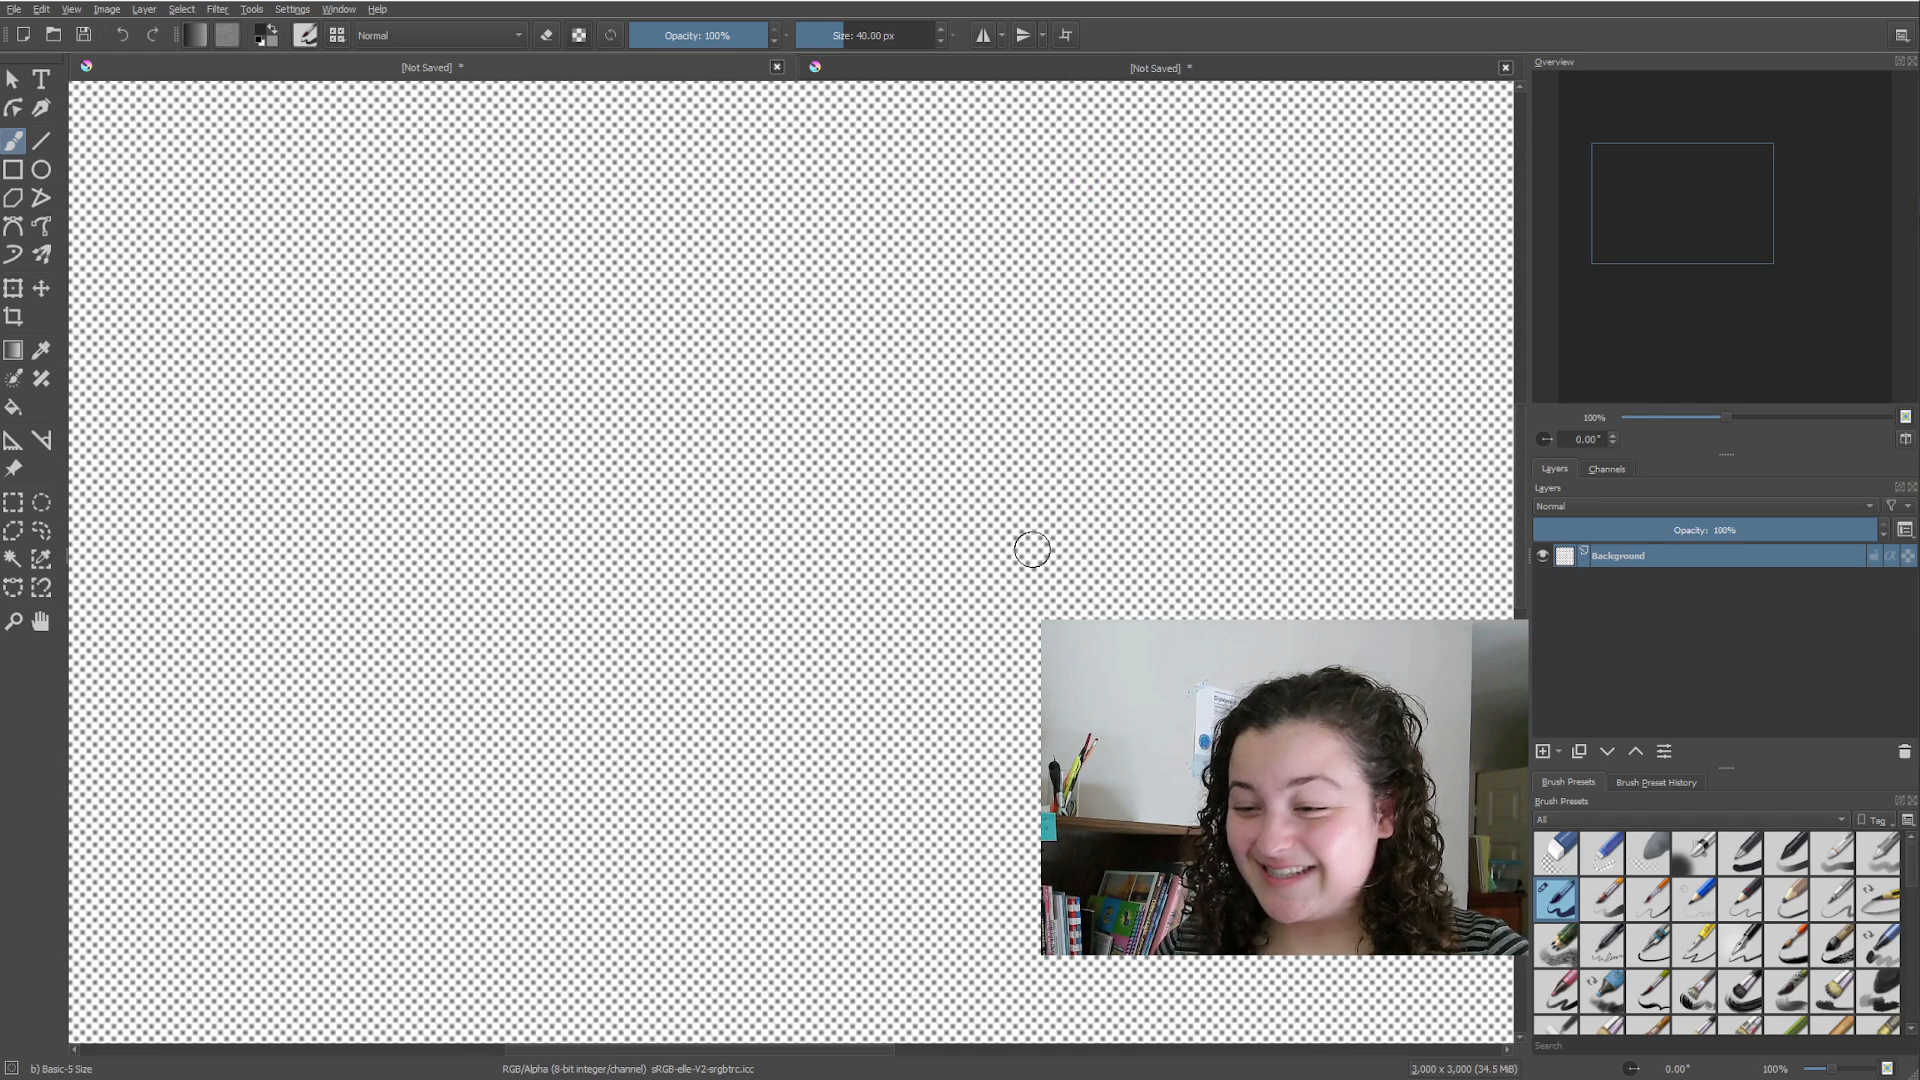 File Edit View Image Layer Select Filter Tools Settings Window Help
Normal Opacity: 100% Size: 40.00 px
[Not Saved] * [Not Saved] *
Overview
100%
0.00°
Layers Channels
Layers
Normal
Opacity: 100%
Background
Brush Presets Brush Preset History
Brush Presets
All Tag
Search
b) Basic-5 Size RGB/Alpha (8-bit integer/channel) sRGB-elle-V2-srgbtrc.icc 3,000 x 3,000 (34.5 MiB) 0.00° 100%